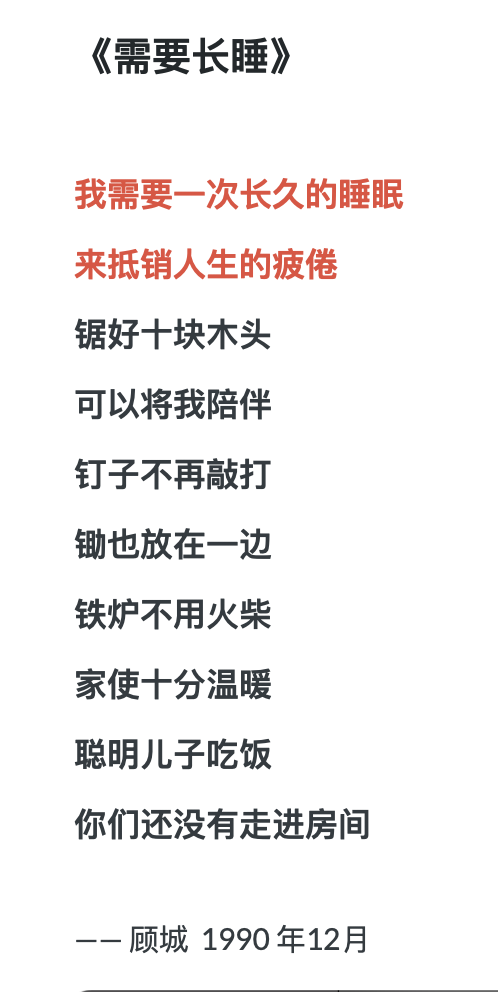 《需要长睡》
我需要一次长久的睡眠
来抵销人生的疲倦
锯好十块木头
可以将我陪伴
钉子不再敲打
锄也放在一边
铁炉不用火柴
家使十分温暖
聪明儿子吃饭
你们还没有走进房间
—— 顾城 1990 年12月